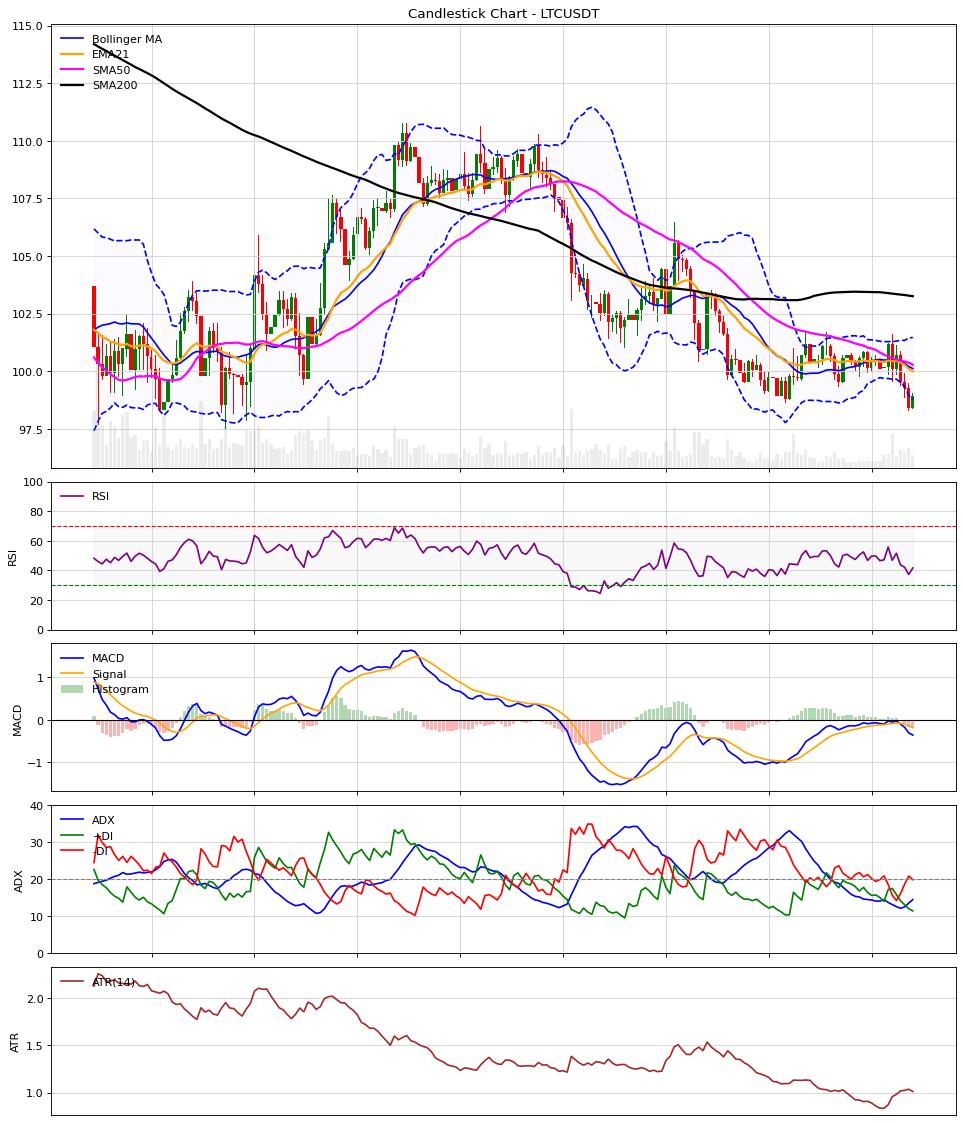 Candlestick Chart - LTCUSDT
115.0
112.5
110.0
107.5
105.0
102.5
100.0
97.5
Bollinger MA
EMA21
SMA50
SMA200
100
80
60
40
20
0
RSI
RSI
1
0
−1
MACD
MACD
Signal
Histogram
40
30
20
10
0
ADX
ADX
+DI
-DI
2.0
1.5
1.0
ATR
ATR(14)